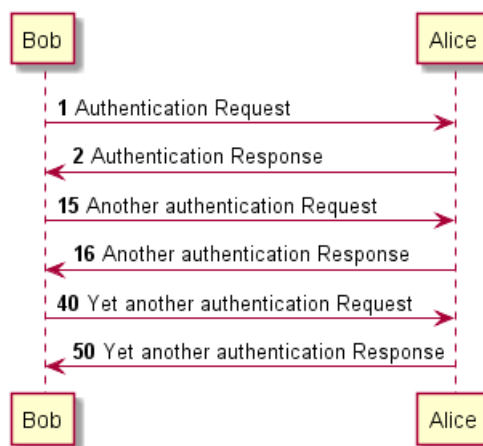 Bob Alice
1 Authentication Request
2 Authentication Response
15 Another authentication Request
16 Another authentication Response
40 Yet another authentication Request
50 Yet another authentication Response
Bob Alice